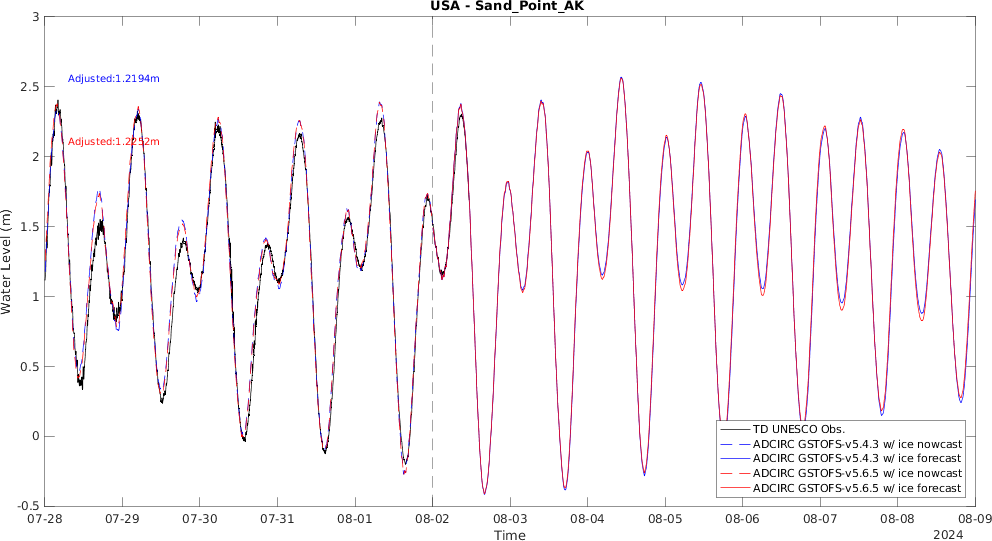 USA - Sand_Point_AK
Water Level (m)
3
2.5
2
1.5
1
0.5
0
-0.5
Adjusted:1.2194m
Adjusted:1.2252m
TD UNESCO Obs.
ADCIRC GSTOFS-v5.4.3 w/ ice nowcast
ADCIRC GSTOFS-v5.4.3 w/ ice forecast
ADCIRC GSTOFS-v5.6.5 w/ ice nowcast
ADCIRC GSTOFS-v5.6.5 w/ ice forecast
07-28 07-29 07-30 07-31 08-01 08-02 08-03 08-04 08-05 08-06 08-07 08-08 08-09
Time
2024